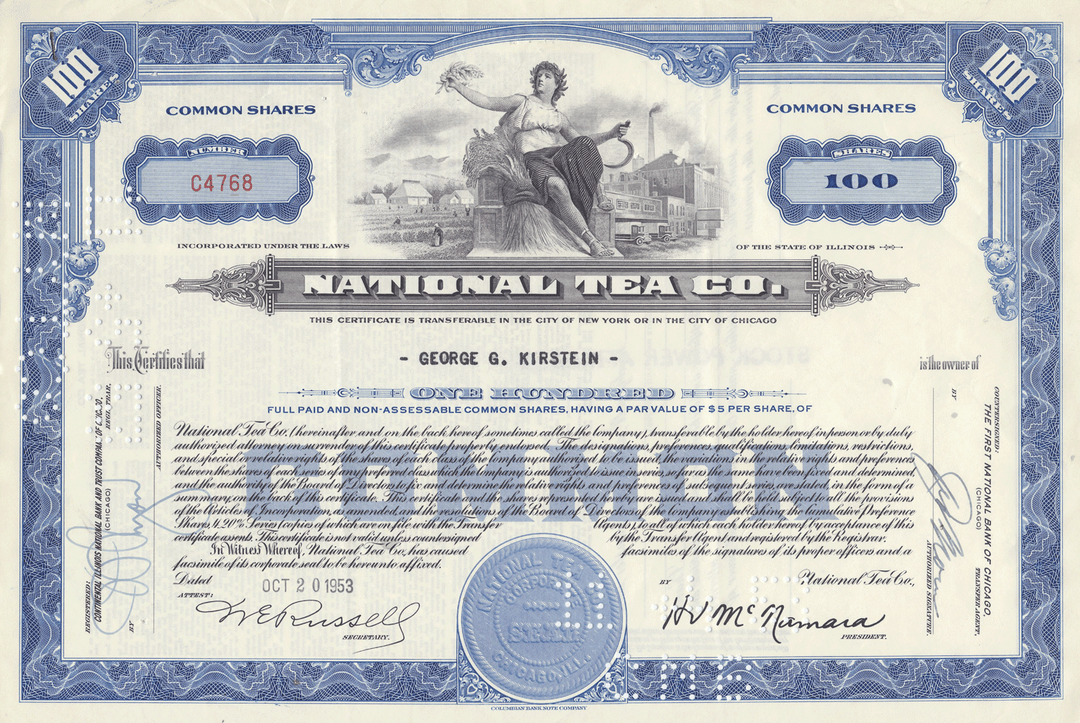 100
SHARES
100
SHARES
COMMON SHARES
COMMON SHARES
NUMBER
C4768
SHARES
100
INCORPORATED UNDER THE LAWS
OF THE STATE OF ILLINOIS
NATIONAL TEA CO.
THIS CERTIFICATE IS TRANSFERABLE IN THE CITY OF NEW YORK OR IN THE CITY OF CHICAGO
This Certifies that
- GEORGE G. KIRSTEIN -
is the owner of
ONE HUNDRED
FULL PAID AND NON-ASSESSABLE COMMON SHARES, HAVING A PAR VALUE OF $5 PER SHARE, OF
National Tea Co. (hereinafter and on the back hereof sometimes called the Company), transferable by the holder hereof in person or by duly
authorized attorney on surrender of this certificate properly endorsed. The designations, preferences, qualifications, limitations, restrictions,
and special or relative rights of the shares of each class which the Company is authorized to issue, the relative rights and preferences
between the shares of each series of any preferred class which the Company is authorized to issue in series so far as the same have been fixed and determined,
and the authority of the Board of Directors to fix and determine the relative rights and preferences of such shares in series are stated, in the form of a
summary, on the back of this certificate. This certificate and the shares represented hereby are issued and shall be held subject to all the provisions
of the Articles of Incorporation, as amended, and the resolutions of the Board of Directors of the Company establishing the Cumulative Preference
Shares 4.20% Series (copies of which are on file with the Transfer Agents), to all of which each holder hereof by acceptance of this
certificate assents. This certificate is not valid unless countersigned by the Transfer Agent and registered by the Registrar.
In Witness Whereof, National Tea Co. has caused facsimiles of the signatures of its proper officers and a
facsimile of its corporate seal to be hereunto affixed.
COMMON
Dated OCT 20 1953
National Tea Co.,
ATTEST:
BY
W E Russell
SECRETARY.
H V McNamara
PRESIDENT.
NATIONAL TEA CO.
CORPORATE
SEAL
CHICAGO, ILL.
REGISTERED:
CONTINENTAL ILLINOIS NATIONAL BANK AND TRUST COMPANY OF CHICAGO,
(CHICAGO)
REGISTRAR,
BY
AUTHORIZED OFFICER.
COUNTERSIGNED:
THE FIRST NATIONAL BANK OF CHICAGO,
(CHICAGO)
TRANSFER AGENT,
BY
AUTHORIZED SIGNATURE.
COLUMBIAN BANK NOTE COMPANY